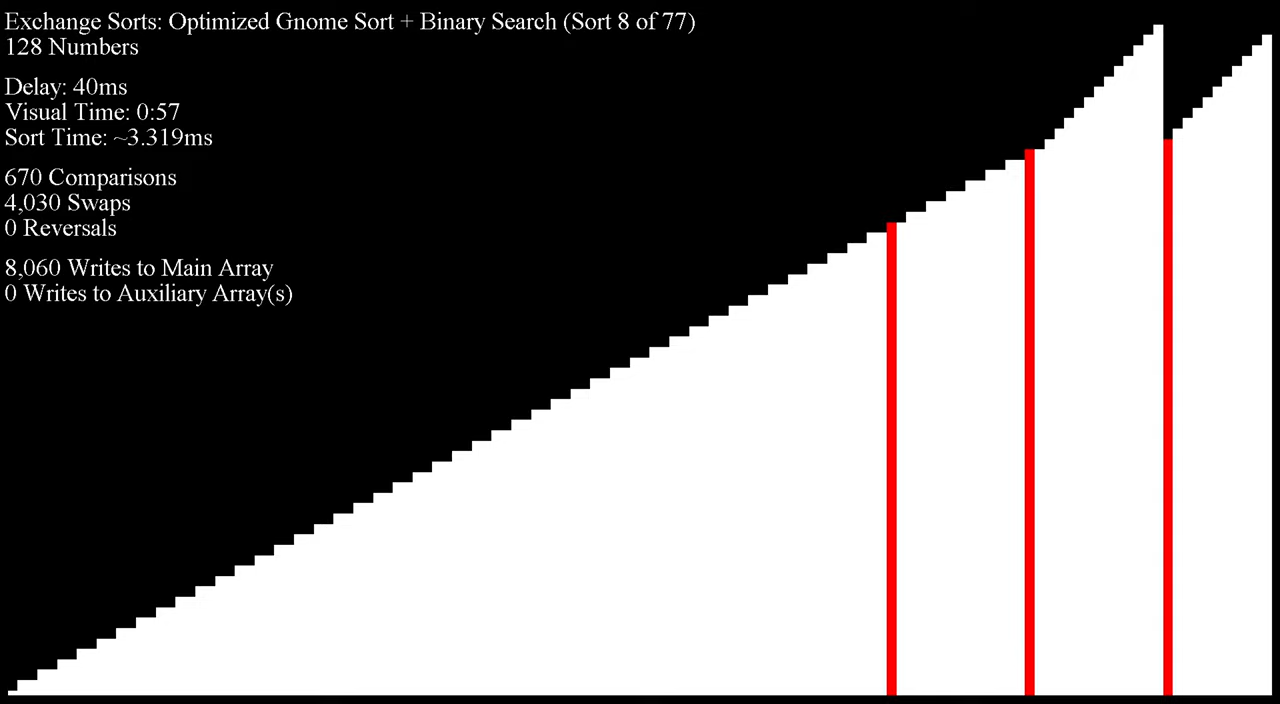 Exchange Sorts: Optimized Gnome Sort + Binary Search (Sort 8 of 77)
128 Numbers
Delay: 40ms
Visual Time: 0:57
Sort Time: ~3.319ms
670 Comparisons
4,030 Swaps
0 Reversals
8,060 Writes to Main Array
0 Writes to Auxiliary Array(s)